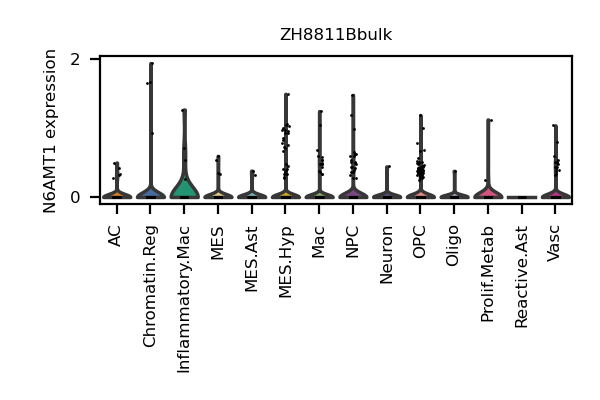 ZH8811Bbulk
N6AMT1 expression
2
0
AC
Chromatin.Reg
Inflammatory.Mac
MES
MES.Ast
MES.Hyp
Mac
NPC
Neuron
OPC
Oligo
Prolif.Metab
Reactive.Ast
Vasc